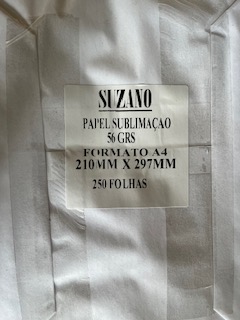 SUZANO
PAPEL SUBLIMAÇAO
56 GRS
FORMATO A4
210MM X 297MM
250 FOLHAS